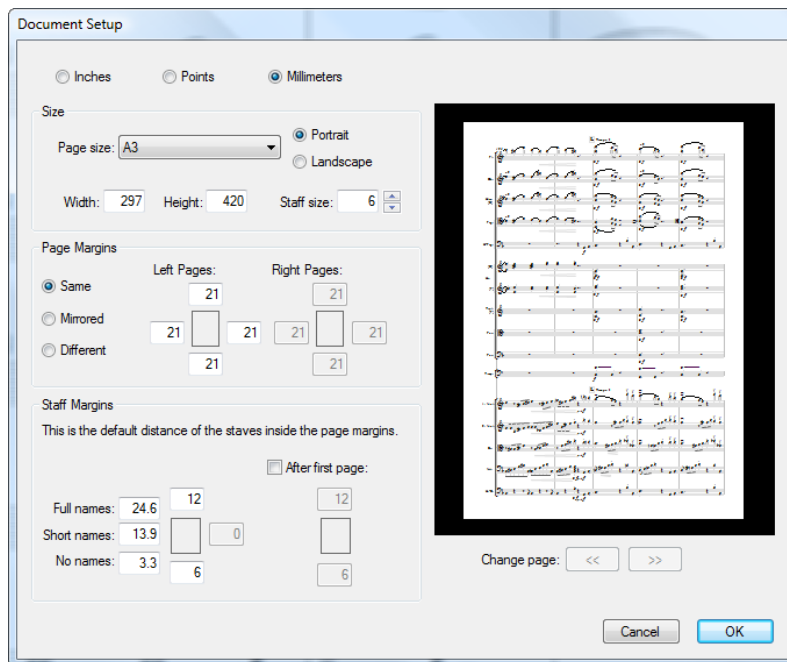 Document Setup
Inches Points Millimeters
Size
Page size: A3
Portrait
Landscape
Width: 297 Height: 420 Staff size: 6
Page Margins
Left Pages: Right Pages:
Same
21 21
Mirrored
21 21 21 21
Different
21 21
Staff Margins
This is the default distance of the staves inside the page margins.
After first page:
12 12
Full names: 24.6
Short names: 13.9 0
No names: 3.3
6 6
Change page: << >>
Cancel OK